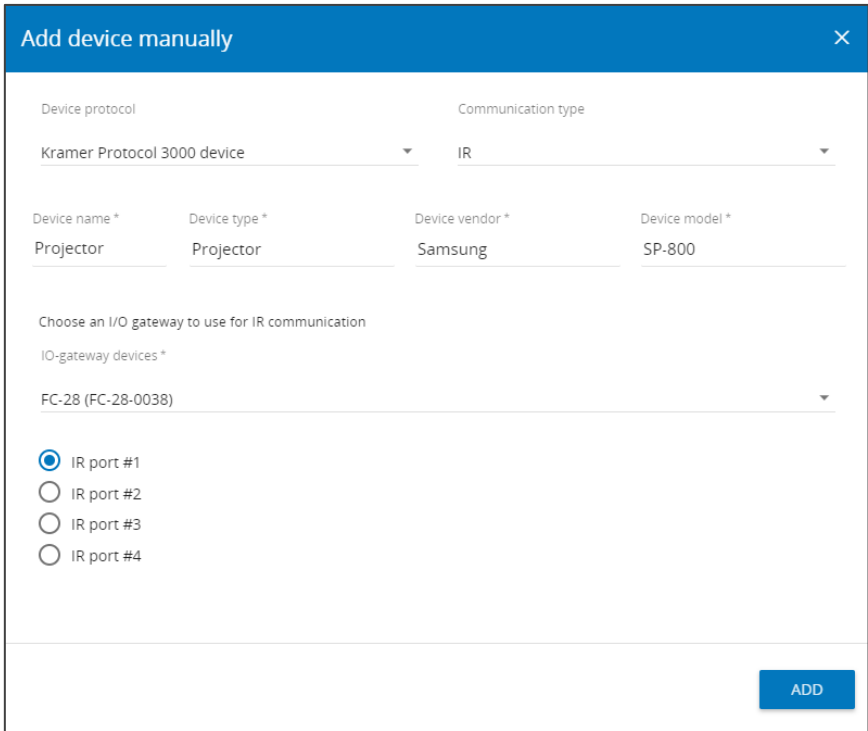 Add device manually
Device protocol Communication type
Kramer Protocol 3000 device IR
Device name * Device type * Device vendor * Device model *
Projector Projector Samsung SP-800
Choose an I/O gateway to use for IR communication
IO-gateway devices *
FC-28 (FC-28-0038)
IR port #1
IR port #2
IR port #3
IR port #4
ADD